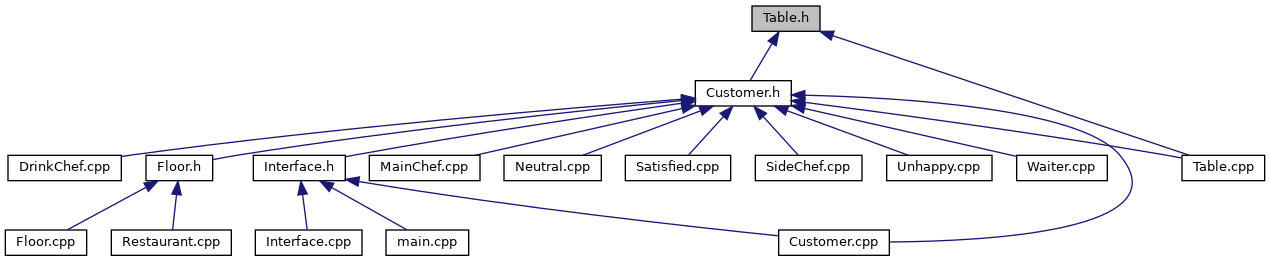 Table.h
Customer.h
DrinkChef.cpp
Floor.h
Interface.h
MainChef.cpp
Neutral.cpp
Satisfied.cpp
SideChef.cpp
Unhappy.cpp
Waiter.cpp
Table.cpp
Floor.cpp
Restaurant.cpp
Interface.cpp
main.cpp
Customer.cpp